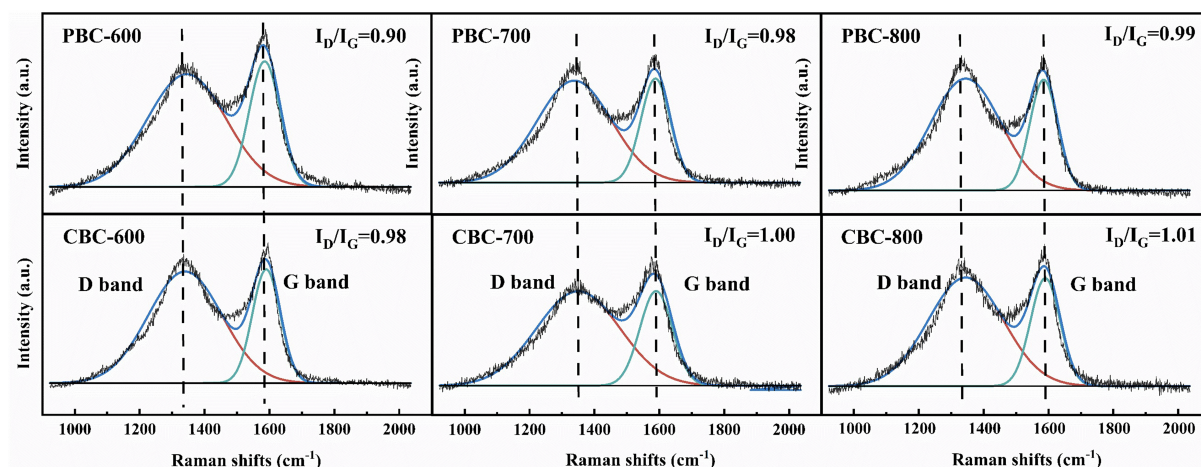 PBC-600
I_D/I_G=0.90
PBC-700
I_D/I_G=0.98
PBC-800
I_D/I_G=0.99
Intensity (a.u.)
Intensity (a.u.)
Intensity (a.u.)
CBC-600
I_D/I_G=0.98
CBC-700
I_D/I_G=1.00
CBC-800
I_D/I_G=1.01
D band
G band
D band
G band
D band
G band
Intensity (a.u.)
1000 1200 1400 1600 1800 2000
1000 1200 1400 1600 1800 2000
1000 1200 1400 1600 1800 2000
Raman shifts (cm⁻¹)
Raman shifts (cm⁻¹)
Raman shifts (cm⁻¹)